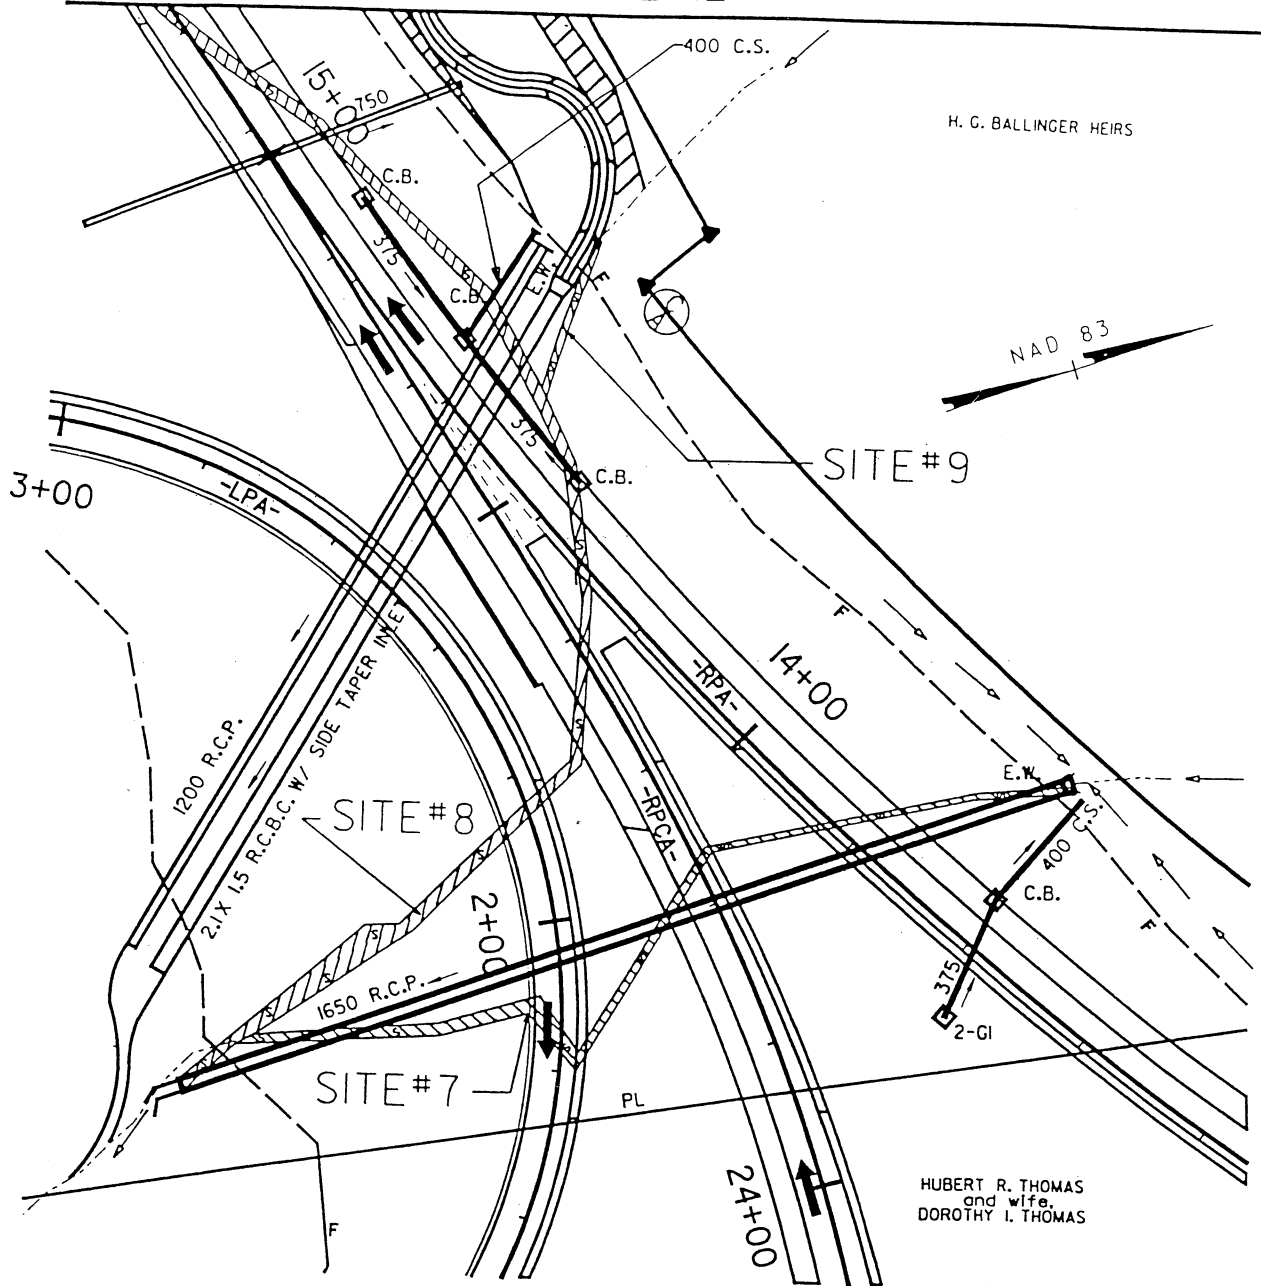 400 C.S.
15+00
750
H. G. BALLINGER HEIRS
C.B.
375
E.W.
C.B.
F
C
A
NAD 83
375
C.B.
SITE#9
3+00
-LPA-
S
F
14+00
-RPA-
1200 R.C.P.
2.1 X 1.5 R.C.B.C. W/ SIDE TAPER INLET
S
SITE#8
-RPCA-
E.W.
C.S.
400
C.B.
S
2+00
S
F
375
1650 R.C.P.
S
S
S
2-GI
SITE#7
PL
24+00
F
HUBERT R. THOMAS
and wife,
DOROTHY I. THOMAS